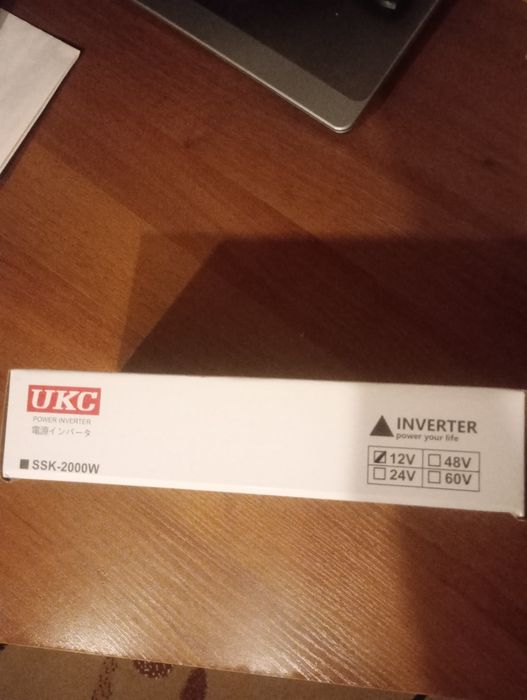 UKC
POWER INVERTER
電源インバータ
SSK-2000W
INVERTER
power your life
12V 48V
24V 60V